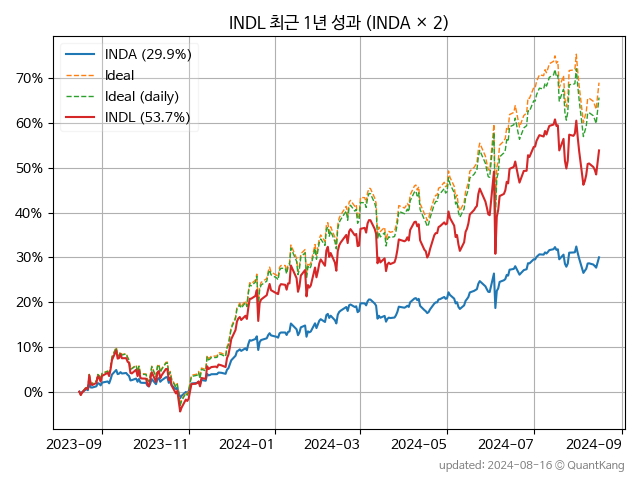 INDL 최근 1년 성과 (INDA × 2)
INDA (29.9%)
Ideal
Ideal (daily)
INDL (53.7%)
70%
60%
50%
40%
30%
20%
10%
0%
2023-09 2023-11 2024-01 2024-03 2024-05 2024-07 2024-09
updated: 2024-08-16 © QuantKang